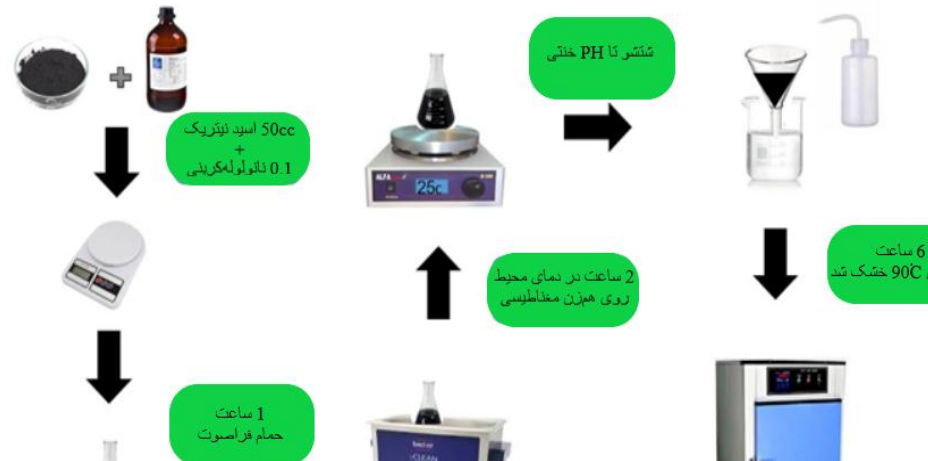 50cc اسید نیتریک
+
0.1 نانولوله‌کربنی
1 ساعت
حمام فراصوت
2 ساعت در دمای محیط
روی همزن مغناطیسی
25c
شتشو تا PH خنثی
6 ساعت
90℃ خشک شد